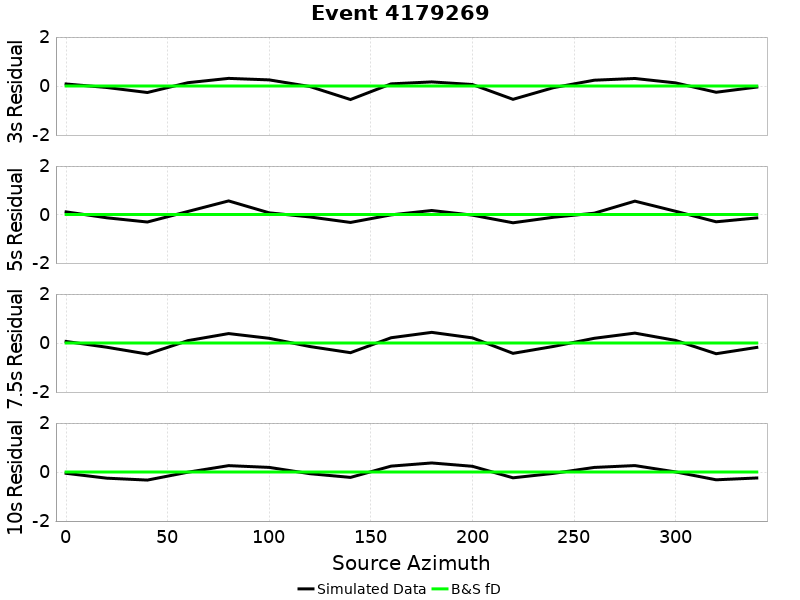 Event 4179269
3s Residual
2
0
-2
5s Residual
2
0
-2
7.5s Residual
2
0
-2
10s Residual
2
0
-2
0 50 100 150 200 250 300
Source Azimuth
Simulated Data B&S fD